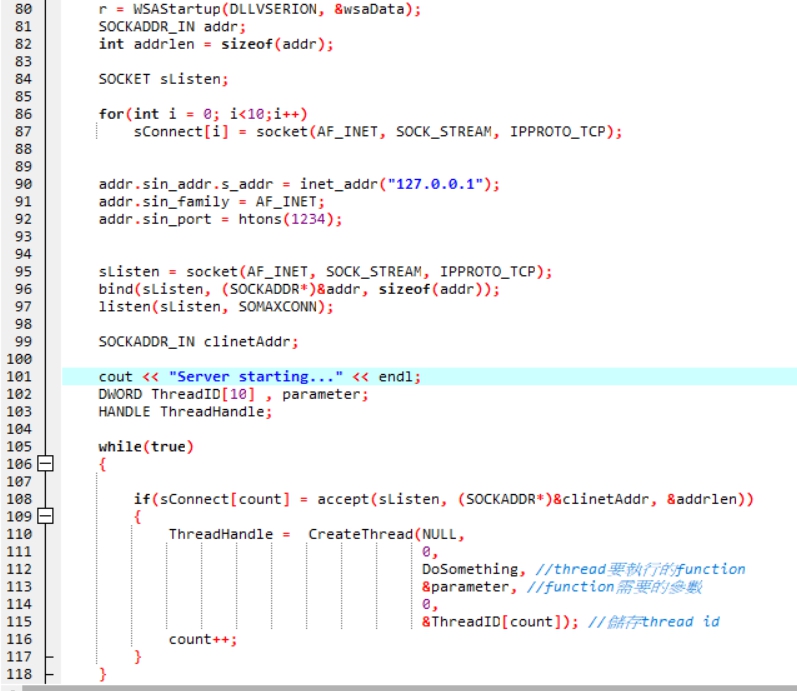 80 r = WSAStartup(DLLVSERION, &wsaData);
81 SOCKADDR_IN addr;
82 int addrlen = sizeof(addr);
83
84 SOCKET sListen;
85
86 for(int i = 0; i<10;i++)
87 sConnect[i] = socket(AF_INET, SOCK_STREAM, IPPROTO_TCP);
88
89
90 addr.sin_addr.s_addr = inet_addr("127.0.0.1");
91 addr.sin_family = AF_INET;
92 addr.sin_port = htons(1234);
93
94
95 sListen = socket(AF_INET, SOCK_STREAM, IPPROTO_TCP);
96 bind(sListen, (SOCKADDR*)&addr, sizeof(addr));
97 listen(sListen, SOMAXCONN);
98
99 SOCKADDR_IN clinetAddr;
100
101 cout << "Server starting..." << endl;
102 DWORD ThreadID[10] , parameter;
103 HANDLE ThreadHandle;
104
105 while(true)
106 {
107
108 if(sConnect[count] = accept(sListen, (SOCKADDR*)&clinetAddr, &addrlen))
109 {
110 ThreadHandle = CreateThread(NULL,
111 0,
112 DoSomething, //thread要執行的function
113 &parameter, //function需要的參數
114 0,
115 &ThreadID[count]); //儲存thread id
116 count++;
117 }
118 }